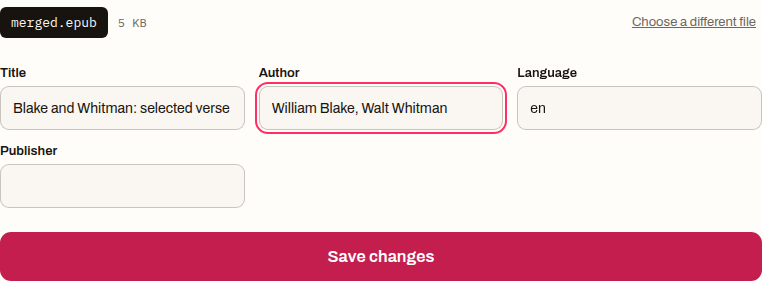 merged.epub 5 KB Choose a different file
Title Author Language
Blake and Whitman: selected verse William Blake, Walt Whitman en
Publisher
Save changes